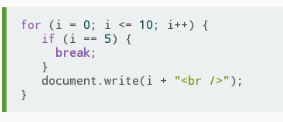 for (i = 0; i <= 10; i++) {
   if (i == 5) {
     break;
   }
   document.write(i + "<br />");
}